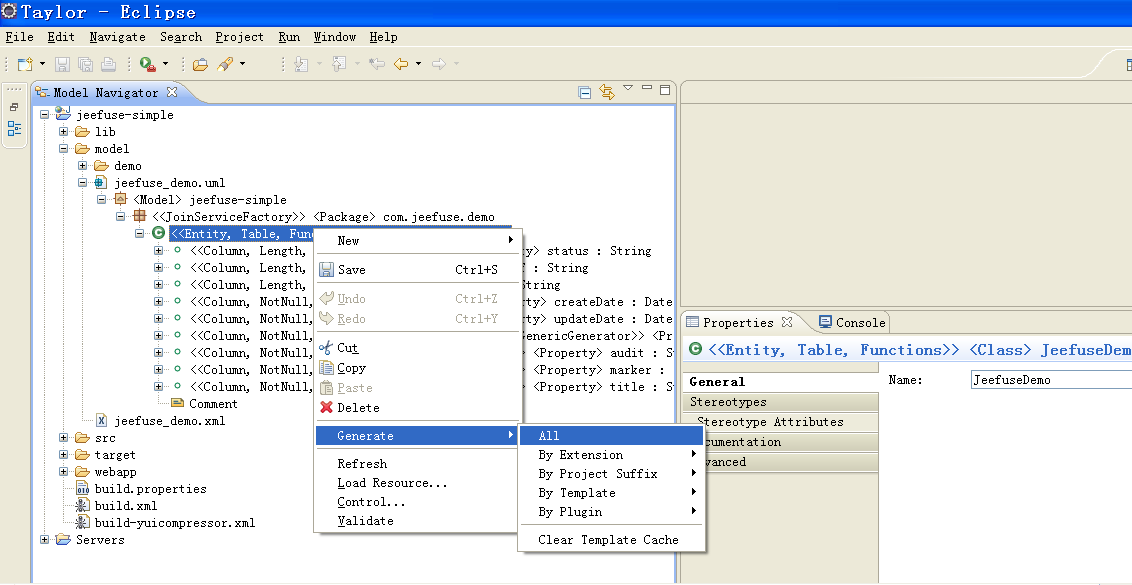 Taylor - Eclipse
File Edit Navigate Search Project Run Window Help
Model Navigator
jeefuse-simple
lib
model
demo
jeefuse_demo.uml
<Model> jeefuse-simple
<<JoinServiceFactory>> <Package> com.jeefuse.demo
<<Entity, Table, Fun
<<Column, Length, y> status : String
<<Column, Length, : String
<<Column, Length, String
<<Column, NotNull, ty> createDate : Date
<<Column, NotNull, ty> updateDate : Date
<<Column, NotNull, GenericGenerator>> <Pr
<<Column, NotNull, <Property> audit : S
<<Column, NotNull, <Property> marker :
<<Column, NotNull, <Property> title : S
Comment
jeefuse_demo.xml
src
target
webapp
build.properties
build.xml
build-yuicompressor.xml
Servers
New
Save Ctrl+S
Undo Ctrl+Z
Redo Ctrl+Y
Cut
Copy
Paste
Delete
Generate
Refresh
Load Resource...
Control...
Validate
All
By Extension
By Project Suffix
By Template
By Plugin
Clear Template Cache
Properties Console
<<Entity, Table, Functions>> <Class> JeefuseDem
General
Stereotypes
Stereotype Attributes
cumentation
vanced
Name: JeefuseDemo